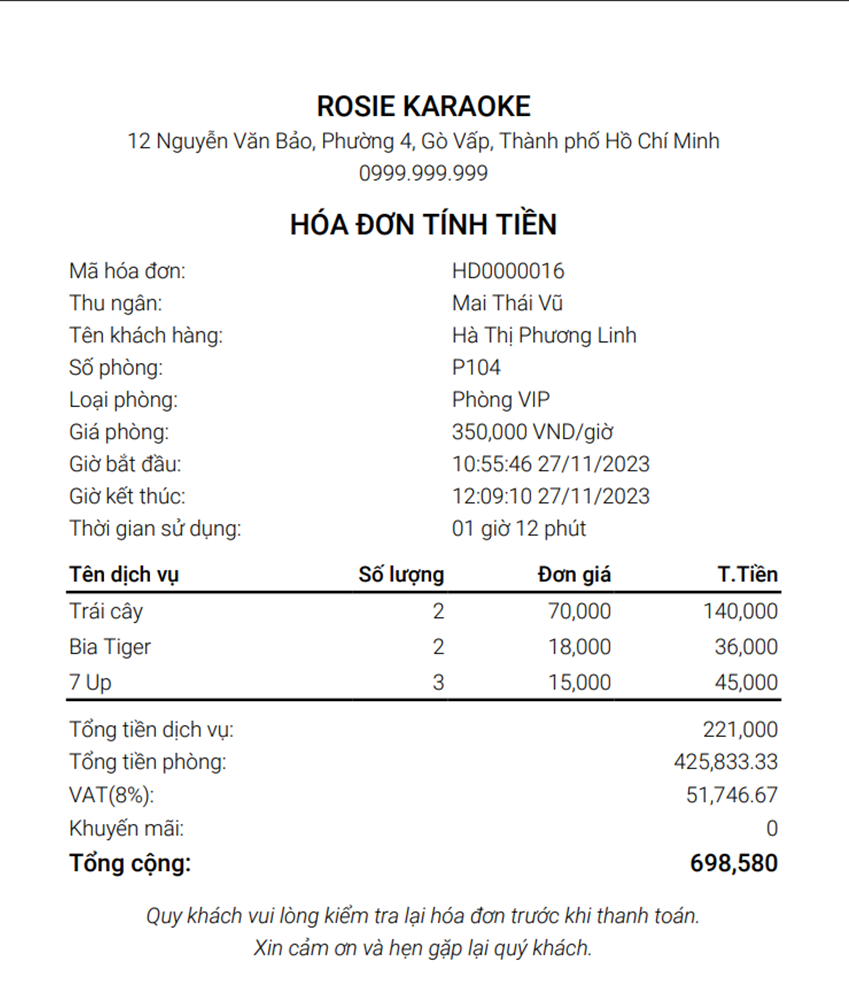 ROSIE KARAOKE
12 Nguyễn Văn Bảo, Phường 4, Gò Vấp, Thành phố Hồ Chí Minh
0999.999.999
HÓA ĐƠN TÍNH TIỀN
Mã hóa đơn: HD0000016
Thu ngân: Mai Thái Vũ
Tên khách hàng: Hà Thị Phương Linh
Số phòng: P104
Loại phòng: Phòng VIP
Giá phòng: 350,000 VND/giờ
Giờ bắt đầu: 10:55:46 27/11/2023
Giờ kết thúc: 12:09:10 27/11/2023
Thời gian sử dụng: 01 giờ 12 phút
Tên dịch vụ Số lượng Đơn giá T.Tiền
Trái cây 2 70,000 140,000
Bia Tiger 2 18,000 36,000
7 Up 3 15,000 45,000
Tổng tiền dịch vụ: 221,000
Tổng tiền phòng: 425,833.33
VAT(8%): 51,746.67
Khuyến mãi: 0
Tổng cộng: 698,580
Quy khách vui lòng kiểm tra lại hóa đơn trước khi thanh toán.
Xin cảm ơn và hẹn gặp lại quý khách.